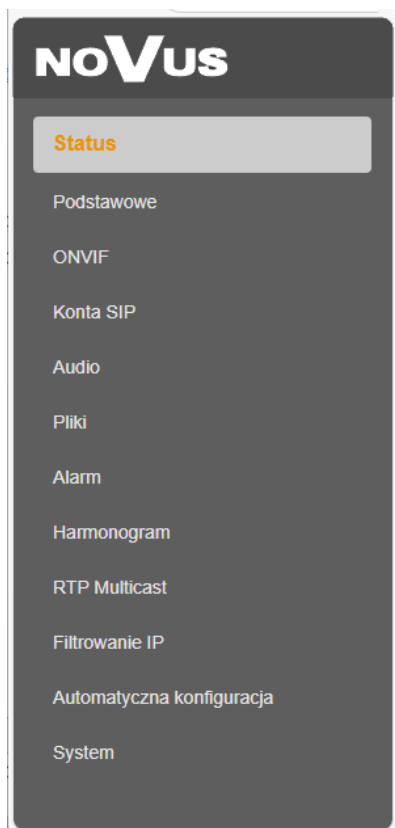 NOVUS
Status
Podstawowe
ONVIF
Konta SIP
Audio
Pliki
Alarm
Harmonogram
RTP Multicast
Filtrowanie IP
Automatyczna konfiguracja
System